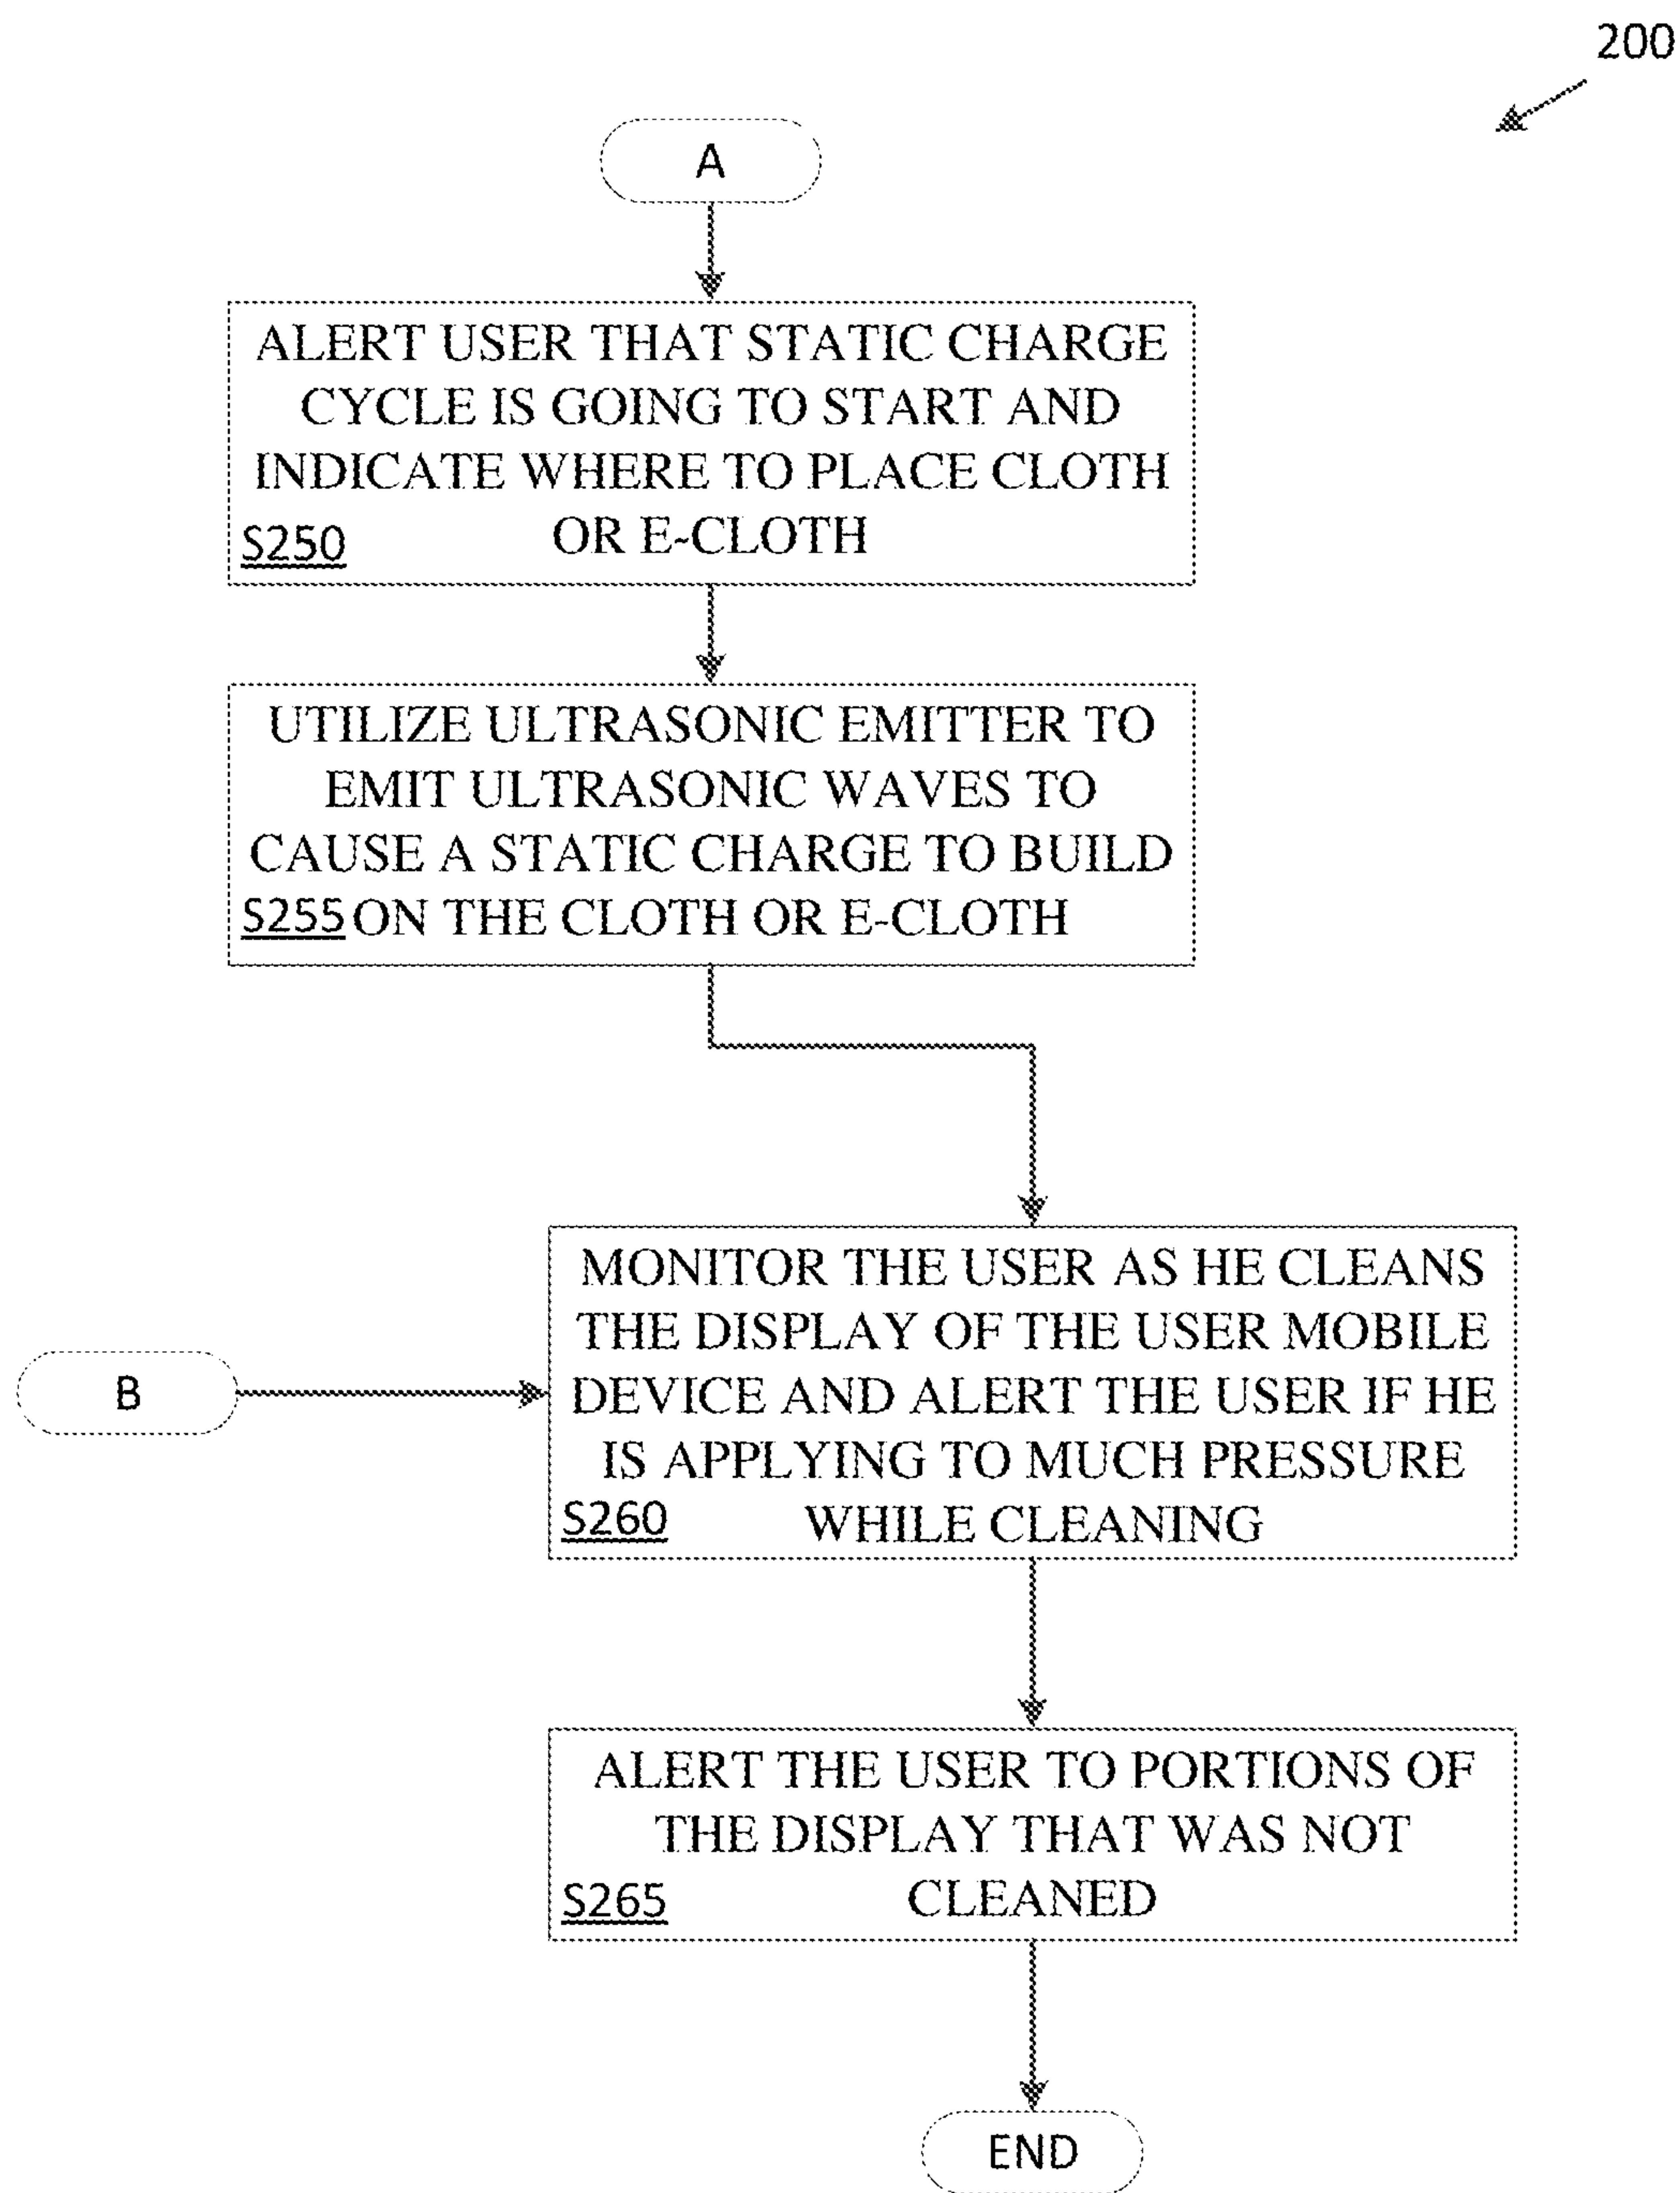 200
A
ALERT USER THAT STATIC CHARGE
CYCLE IS GOING TO START AND
INDICATE WHERE TO PLACE CLOTH
S250 OR E-CLOTH
UTILIZE ULTRASONIC EMITTER TO
EMIT ULTRASONIC WAVES TO
CAUSE A STATIC CHARGE TO BUILD
S255 ON THE CLOTH OR E-CLOTH
MONITOR THE USER AS HE CLEANS
THE DISPLAY OF THE USER MOBILE
B
DEVICE AND ALERT THE USER IF HE
IS APPLYING TO MUCH PRESSURE
S260 WHILE CLEANING
ALERT THE USER TO PORTIONS OF
THE DISPLAY THAT WAS NOT
S265 CLEANED
END